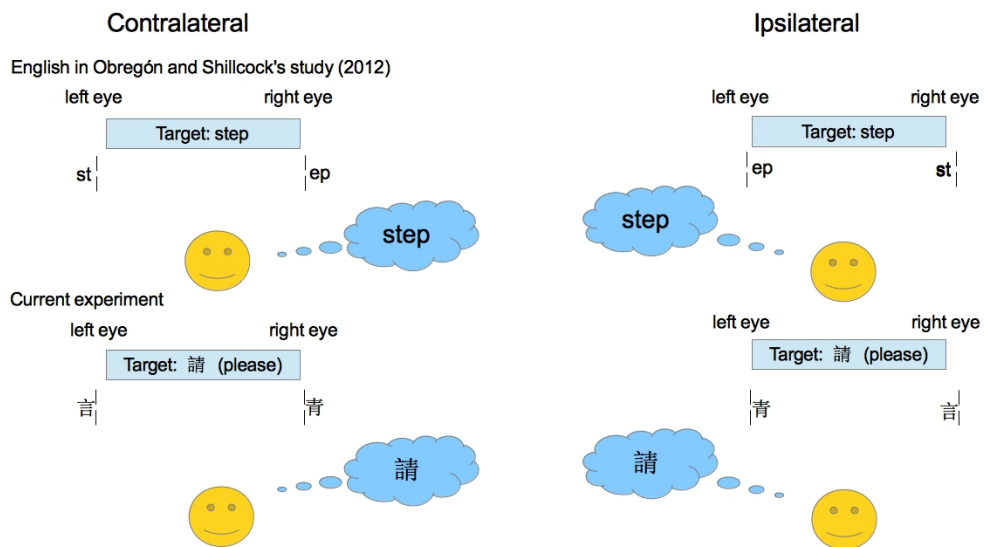 Contralateral
Ipsilateral
English in Obregón and Shillcock's study (2012)
left eye right eye
Target: step
st ep
step
left eye right eye
Target: step
ep st
step
Current experiment
left eye right eye
Target: 請 (please)
言 青
請
left eye right eye
Target: 請 (please)
青 言
請